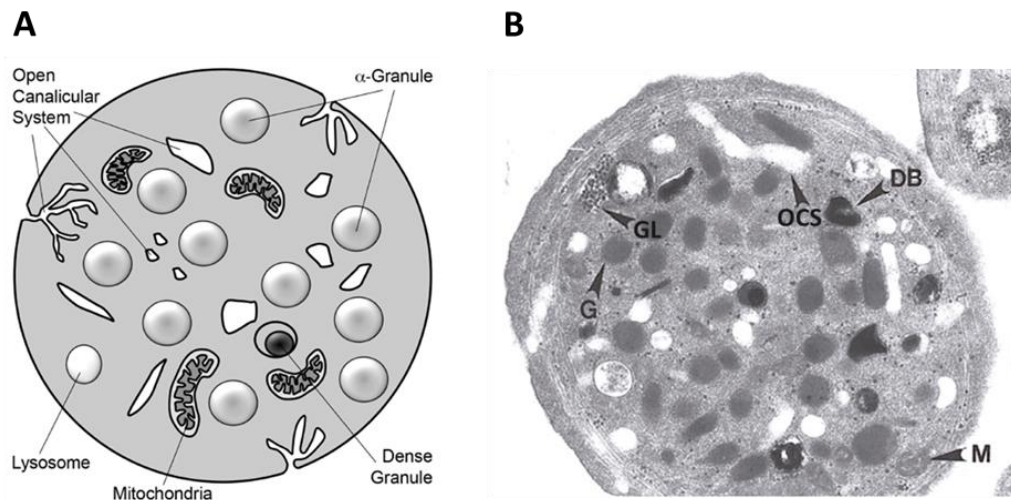 A
Open
Canalicular
System
α-Granule
Lysosome
Mitochondria
Dense
Granule
B
DB
OCS
GL
G
M